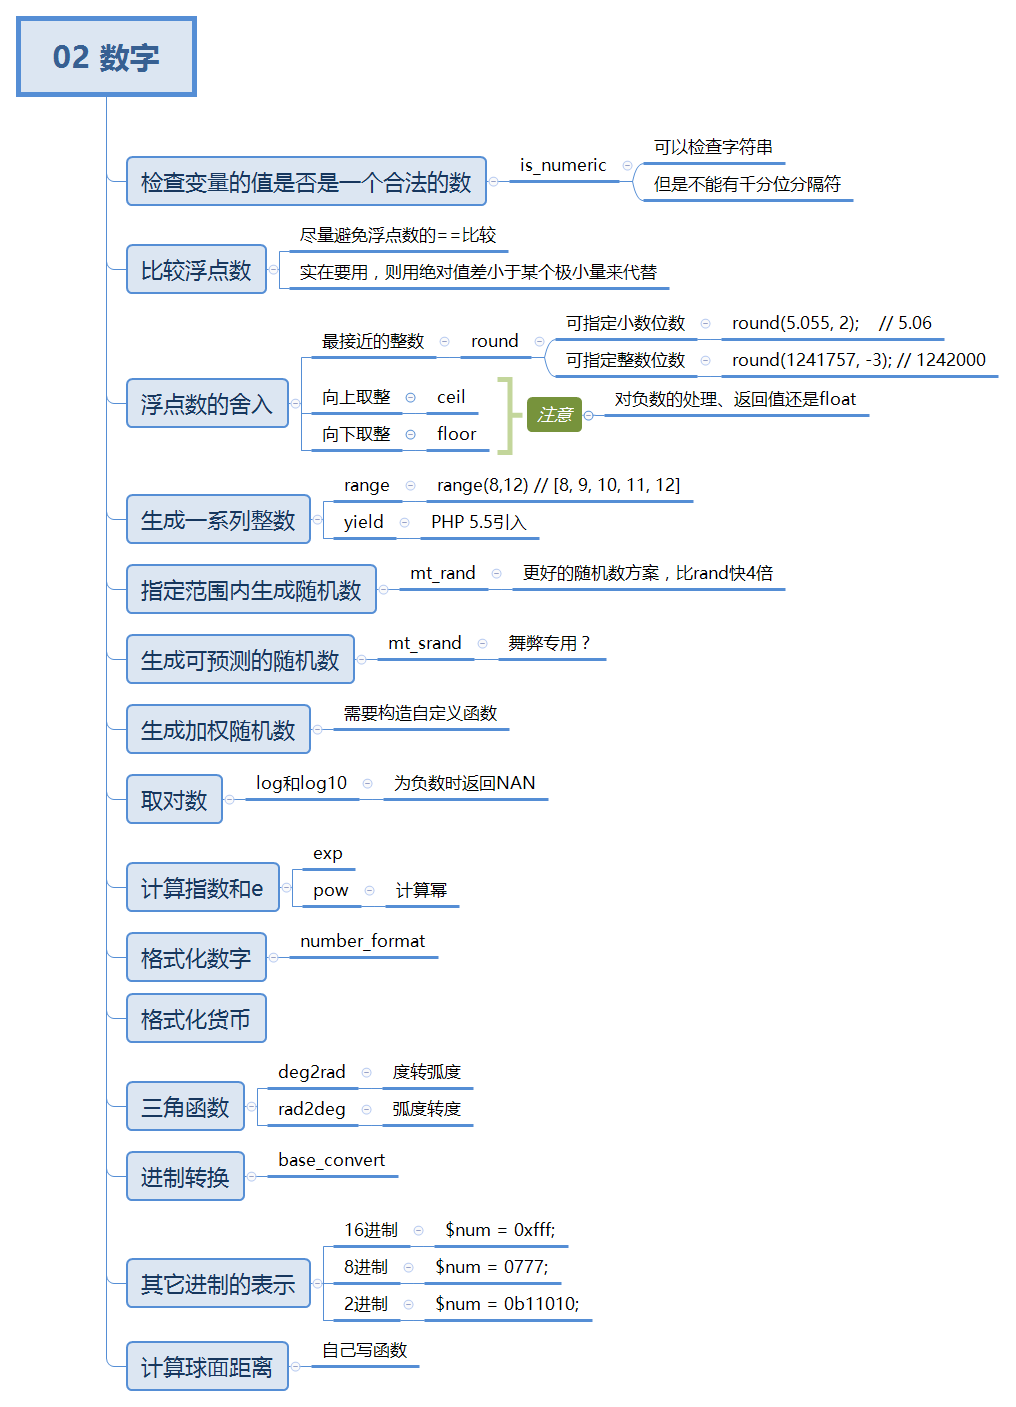 02 数字
检查变量的值是否是一个合法的数
is_numeric
可以检查字符串
但是不能有千分位分隔符
比较浮点数
尽量避免浮点数的==比较
实在要用，则用绝对值差小于某个极小量来代替
浮点数的舍入
最接近的整数
round
可指定小数位数
round(5.055, 2);    // 5.06
可指定整数位数
round(1241757, -3); // 1242000
向上取整
ceil
向下取整
floor
注意
对负数的处理、返回值还是float
生成一系列整数
range
range(8,12) // [8, 9, 10, 11, 12]
yield
PHP 5.5引入
指定范围内生成随机数
mt_rand
更好的随机数方案，比rand快4倍
生成可预测的随机数
mt_srand
舞弊专用？
生成加权随机数
需要构造自定义函数
取对数
log和log10
为负数时返回NAN
计算指数和e
exp
pow
计算幂
格式化数字
number_format
格式化货币
三角函数
deg2rad
度转弧度
rad2deg
弧度转度
进制转换
base_convert
其它进制的表示
16进制
$num = 0xfff;
8进制
$num = 0777;
2进制
$num = 0b11010;
计算球面距离
自己写函数